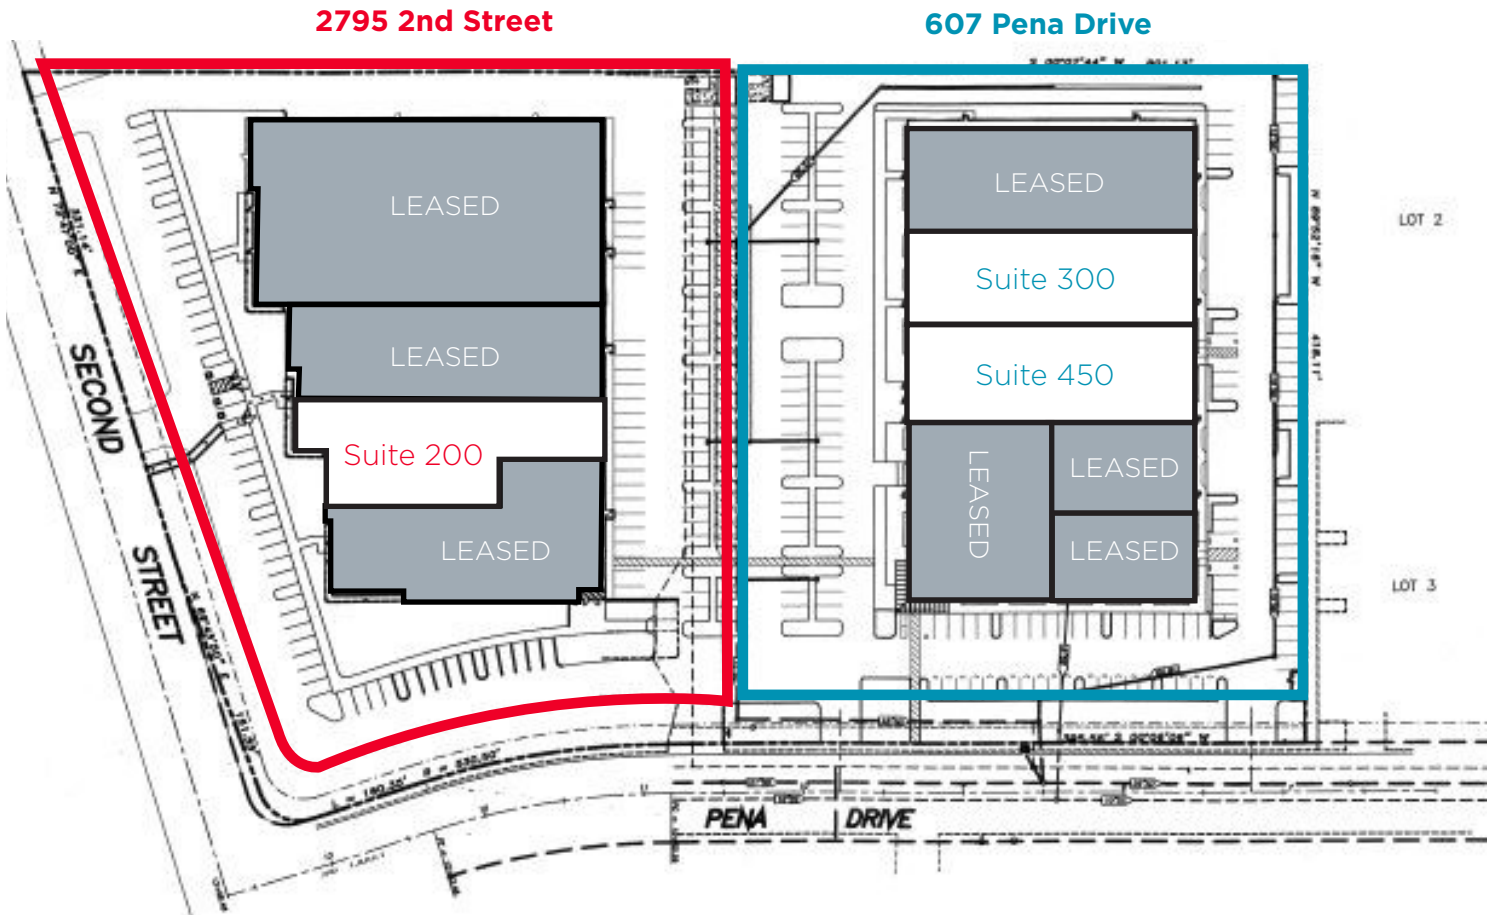 2795 2nd Street
607 Pena Drive
LEASED
LEASED
Suite 200
LEASED
LEASED
Suite 300
Suite 450
LEASED
LEASED
LEASED
LOT 2
LOT 3
SECOND
STREET
PENA DRIVE